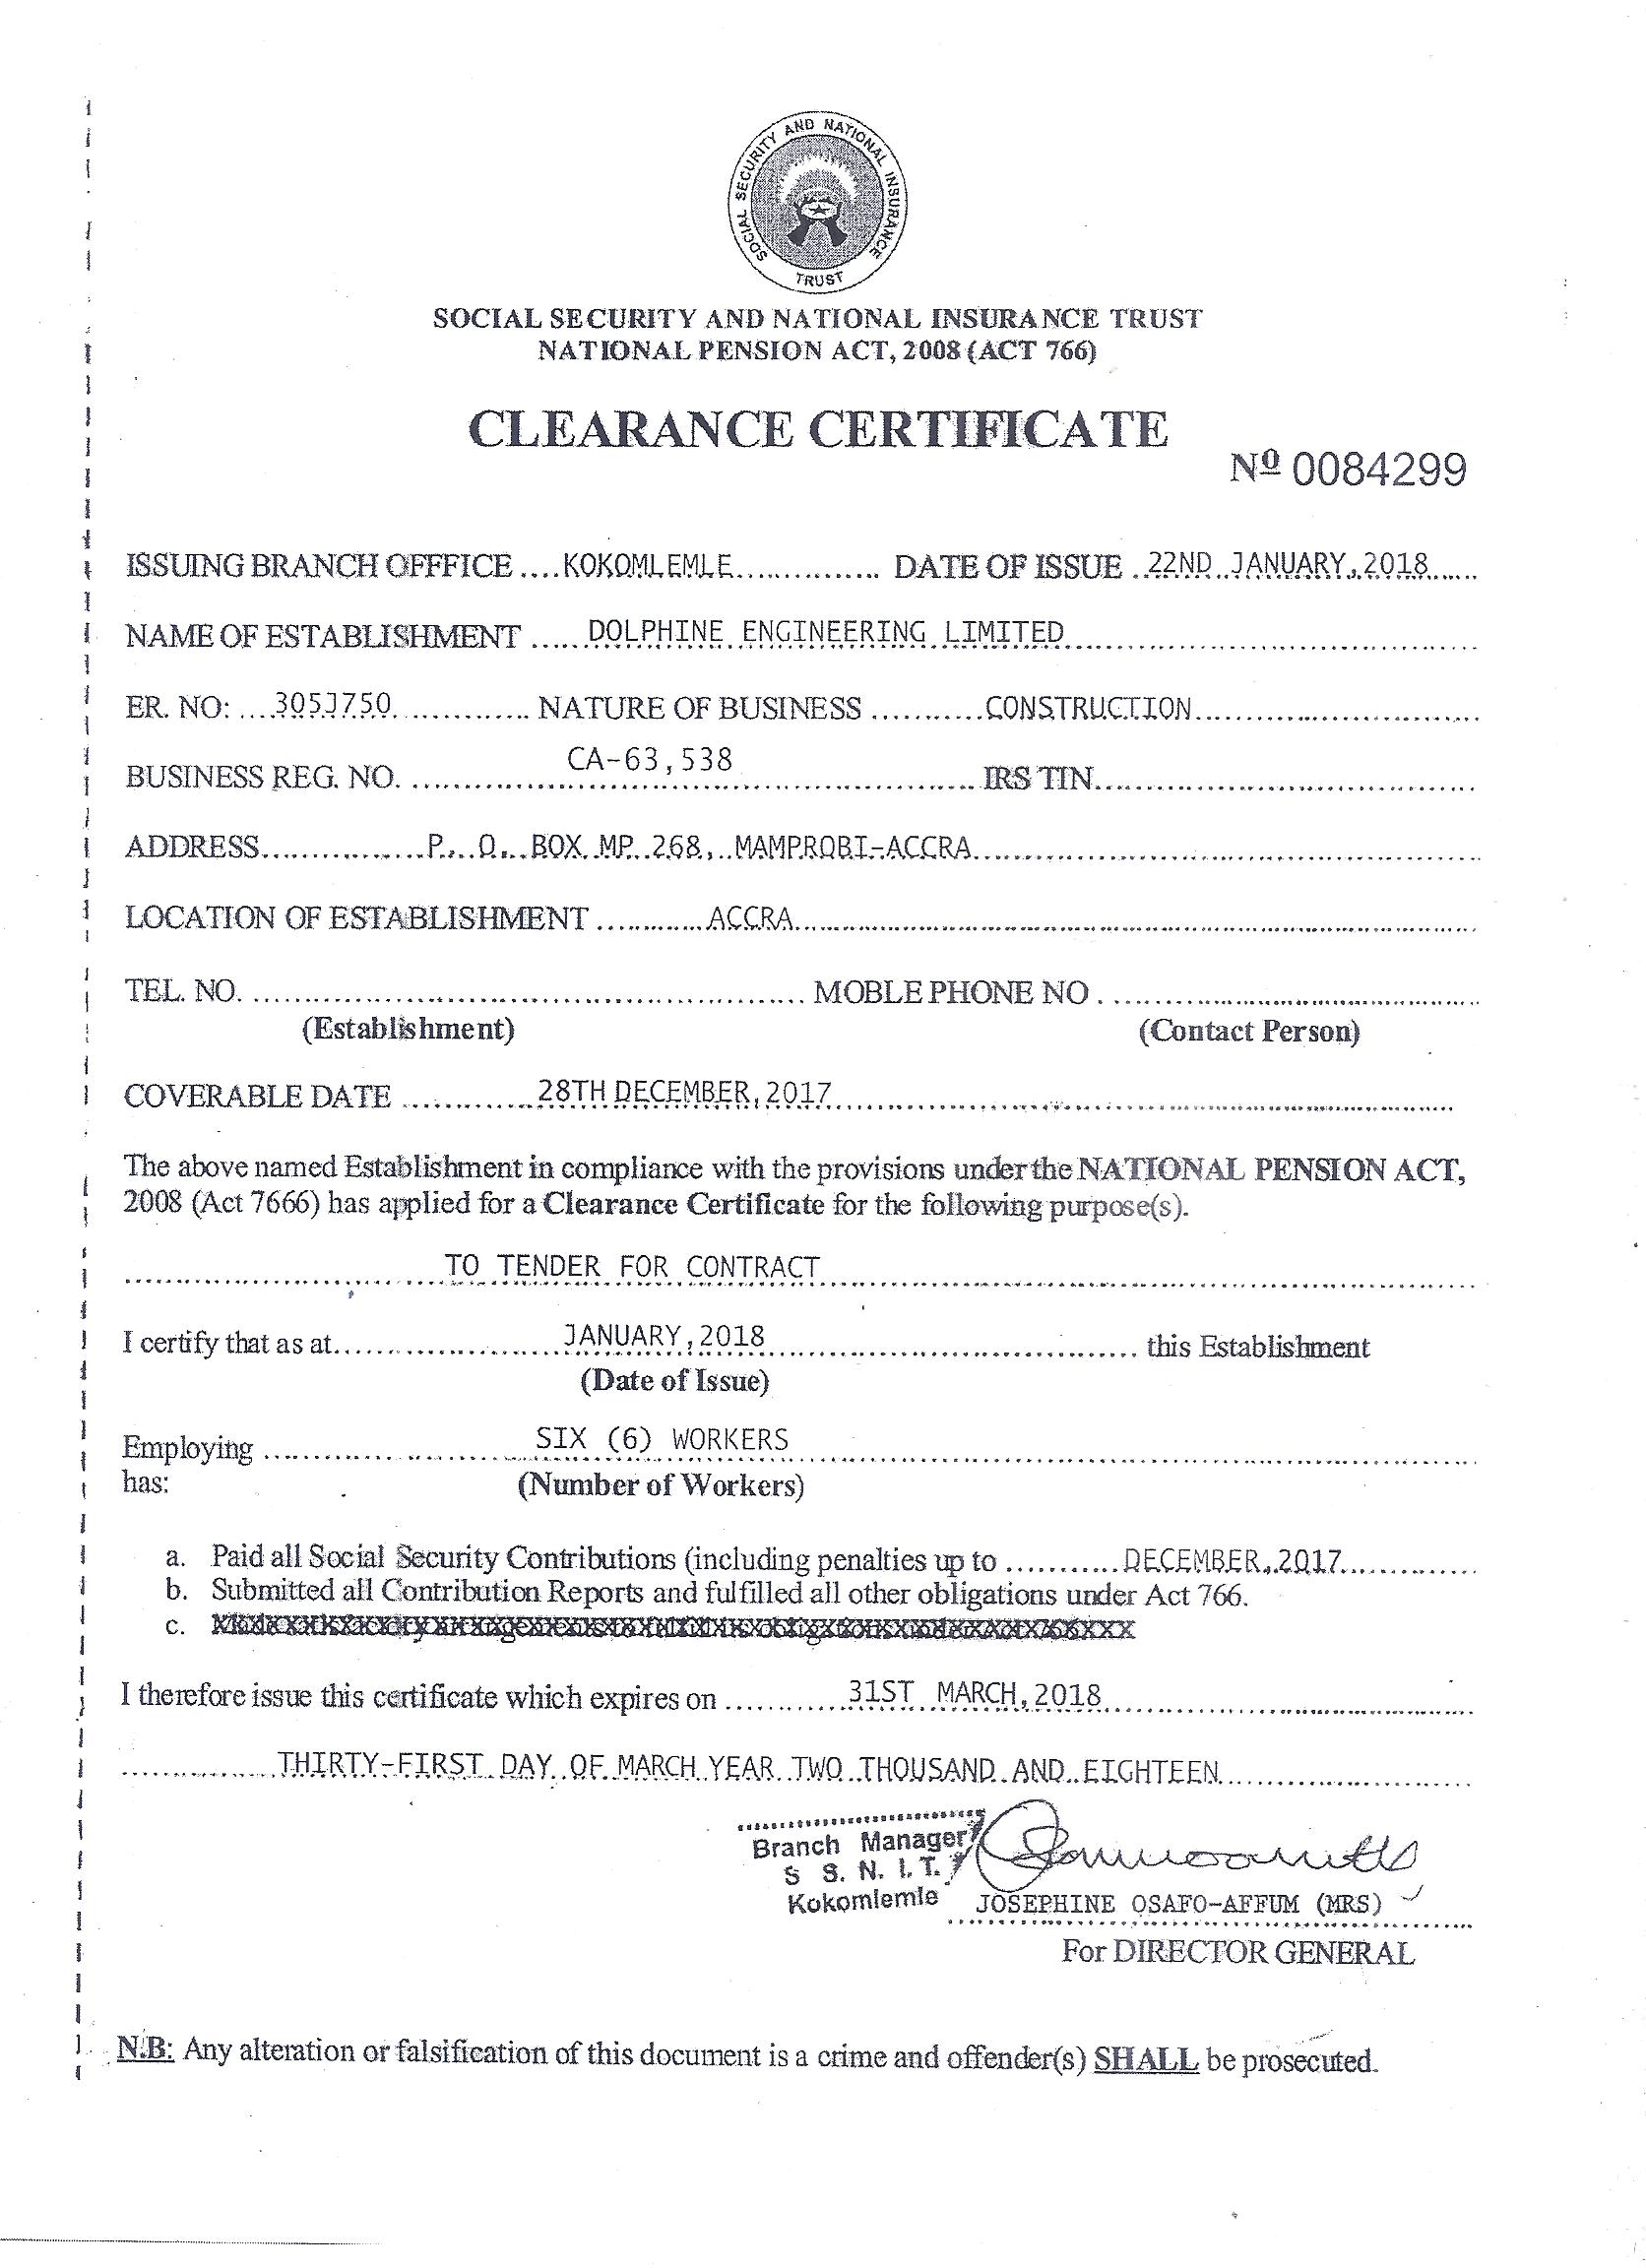 SOCIAL SECURITY AND NATIONAL INSURANCE TRUST
SOCIAL SECURITY AND NATIONAL INSURANCE TRUST
NATIONAL PENSION ACT, 2008 (ACT 766)
CLEARANCE CERTIFICATE
Nº 0084299
ISSUING BRANCH OFFFICE .... KOKOMLEMLE ............... DATE OF ISSUE .. 22ND JANUARY, 2018 ......
NAME OF ESTABLISHMENT ..... DOLPHINE ENGINEERING LIMITED ..........
ER. NO: .... 305J750 ............. NATURE OF BUSINESS ........... CONSTRUCTION ..........
BUSINESS REG. NO. .......... CA-63,538 .......... IRS TIN ..........
ADDRESS ................ P. O. BOX MP 268, MAMPROBI-ACCRA ..........
LOCATION OF ESTABLISHMENT ............ ACCRA ..........
TEL. NO. .......... MOBLE PHONE NO . ..........
(Establishment) (Contact Person)
COVERABLE DATE ............. 28TH DECEMBER, 2017 ..........
The above named Establishment in compliance with the provisions under the NATIONAL PENSION ACT,
2008 (Act 7666) has applied for a Clearance Certificate for the following purpose(s).
.......... TO TENDER FOR CONTRACT ..........
I certify that as at .......... JANUARY, 2018 .......... this Establishment
(Date of Issue)
Employing .......... SIX (6) WORKERS ..........
has: (Number of Workers)
a. Paid all Social Security Contributions (including penalties up to ........... DECEMBER, 2017 ..........
b. Submitted all Contribution Reports and fulfilled all other obligations under Act 766.
c.
I therefore issue this certificate which expires on ............ 31ST MARCH, 2018 ..........
.......... THIRTY-FIRST DAY OF MARCH YEAR TWO THOUSAND AND EIGHTEEN ..........
Branch Manager
S S. N. I. T.
Kokomlemle JOSEPHINE OSAFO-AFFUM (MRS)
For DIRECTOR GENERAL
N.B: Any alteration or falsification of this document is a crime and offender(s) SHALL be prosecuted.